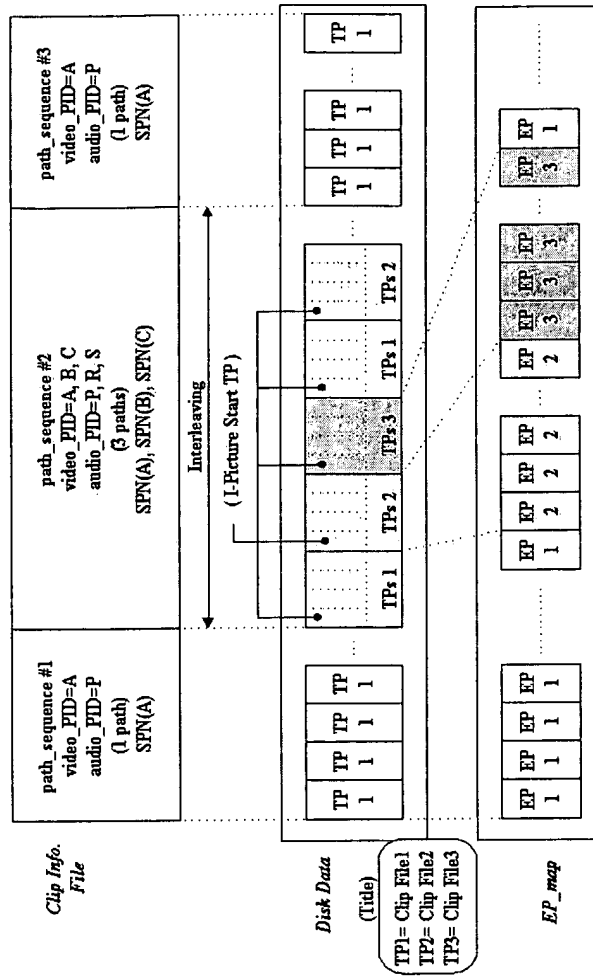 Clip Info.
File
path_sequence #1
video_PID=A
audio_PID=P
(1 path)
SPN(A)
path_sequence #2
video_PID=A, B, C
audio_PID=P, R, S
(3 paths)
SPN(A), SPN(B), SPN(C)
path_sequence #3
video_PID=A
audio_PID=P
(1 path)
SPN(A)
Interleaving
( I-Picture Start TP )
Disk Data
(Title)
TP1= Clip File1
TP2= Clip File2
TP3= Clip File3
TP
1
TP
1
TP
1
TP
1
TPs 1
TPs 2
TPs 3
TPs 1
TPs 2
TP
1
TP
1
TP
1
TP
1
EP_map
EP
1
EP
1
EP
1
EP
1
EP
1
EP
2
EP
2
EP
2
EP
2
EP
3
EP
3
EP
3
EP
3
EP
1